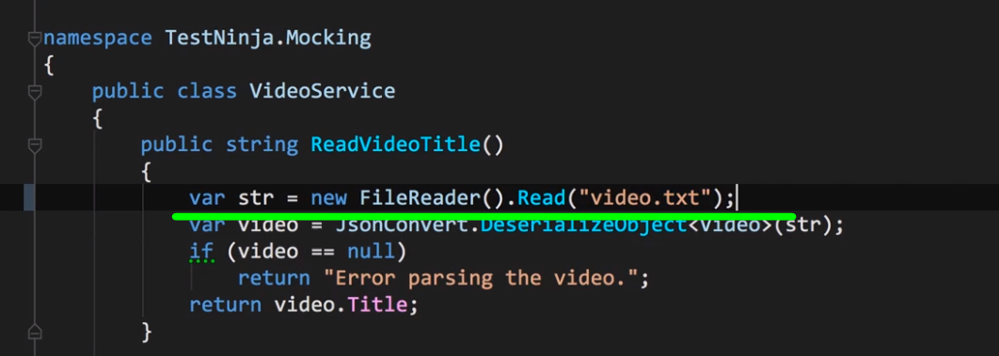 namespace TestNinja.Mocking
{
public class VideoService
{
public string ReadVideoTitle()
{
var str = new FileReader().Read("video.txt");
var video = JsonConvert.DeserializeObject<Video>(str);
if (video == null)
return "Error parsing the video.";
return video.Title;
}